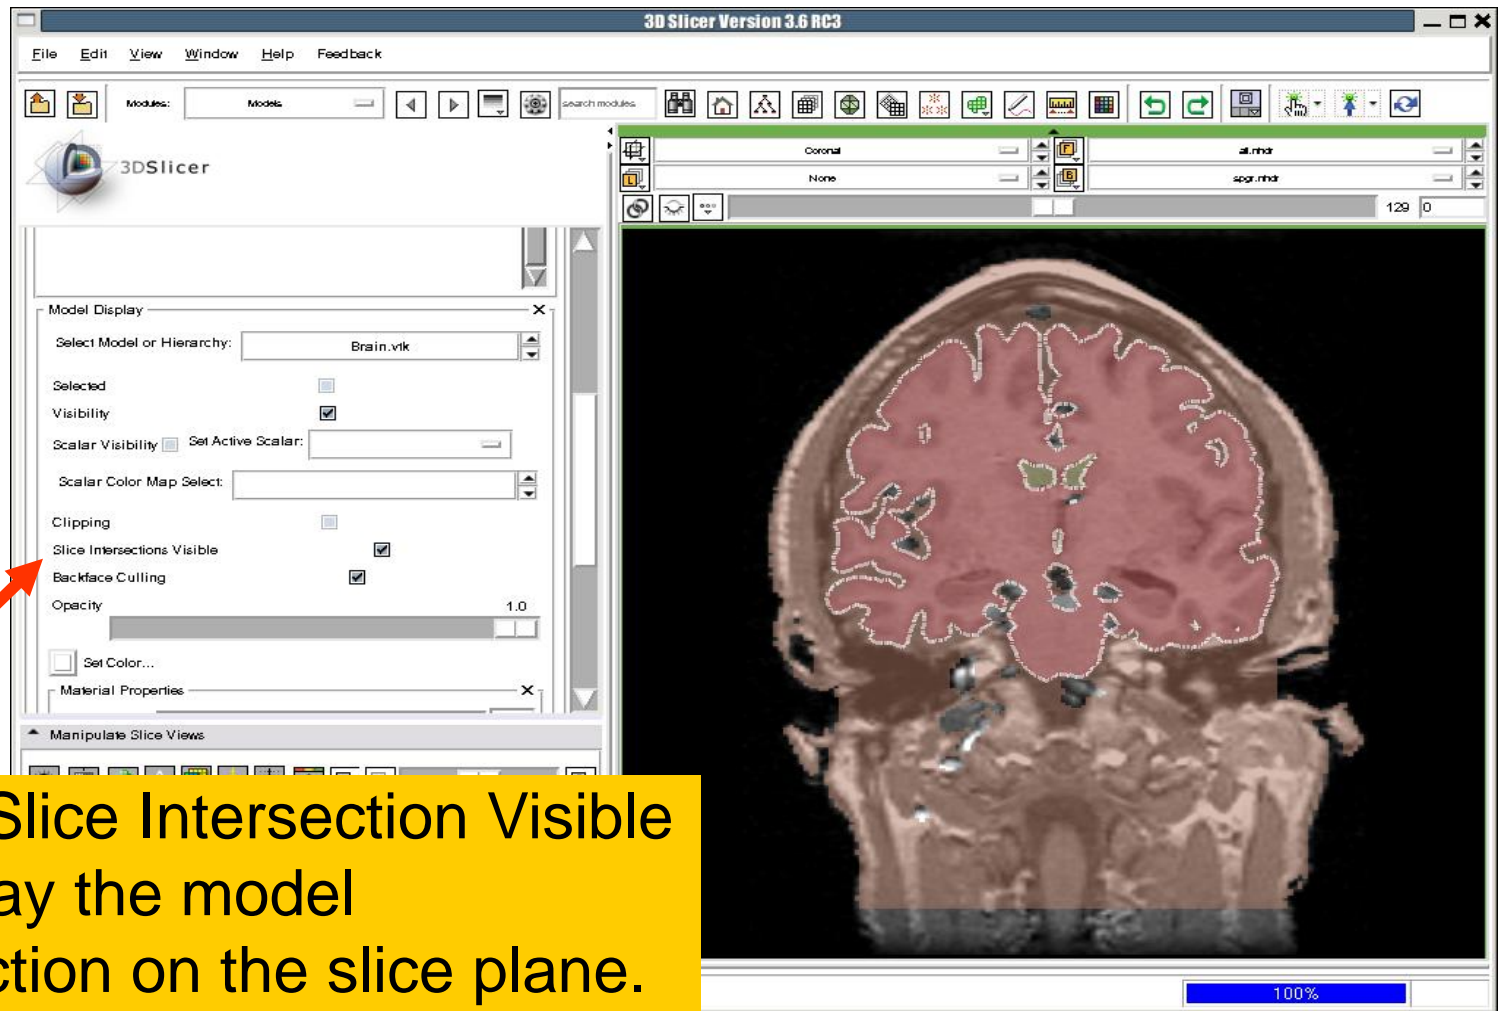 3D Slicer Version 3.6 RC3
File Edit View Window Help Feedback
Modules: Models search modules
3DSlicer
Coronal all.nhdr
None spgr.nhdr
129 0
Model Display
Select Model or Hierarchy: Brain.vtk
Selected
Visibility
Scalar Visibility Set Active Scalar:
Scalar Color Map Select:
Clipping
Slice Intersections Visible
Backface Culling
Opacity 1.0
Set Color...
Material Properties
Manipulate Slice Views
Slice Intersection Visible
ay the model
ction on the slice plane.
100%